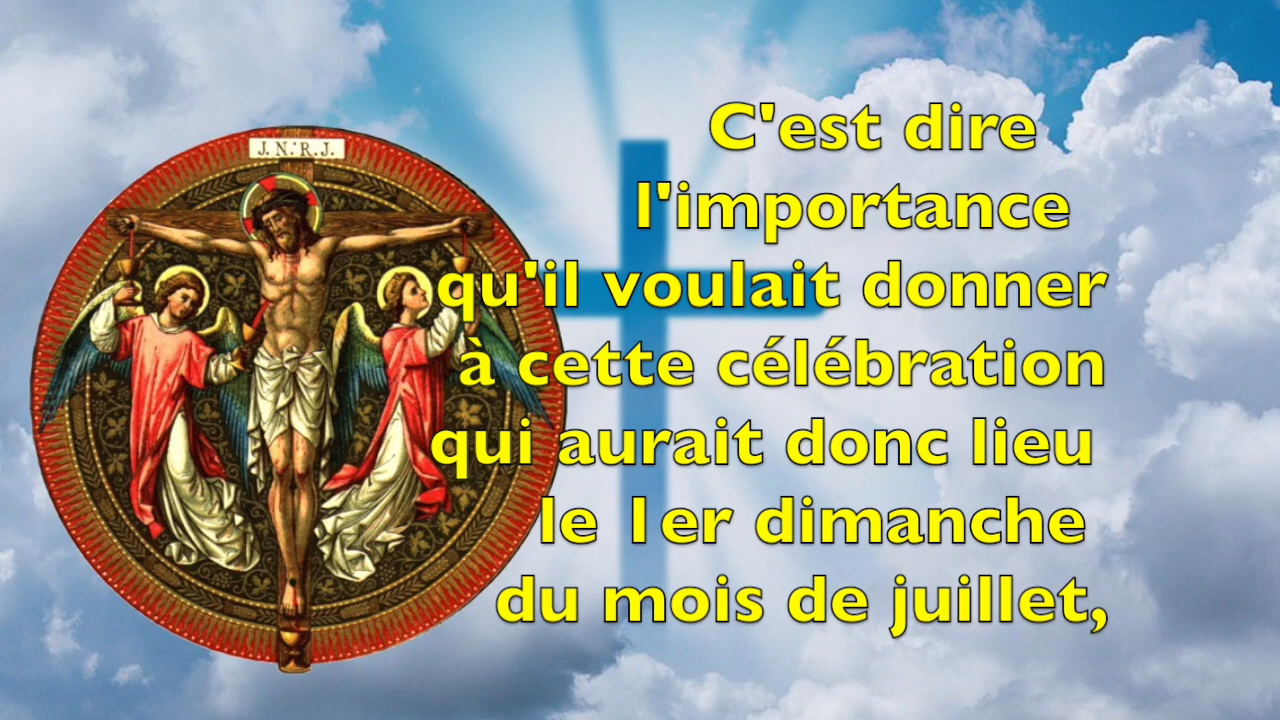 J. N.·R.J.
C'est dire
l'importance
qu'il voulait donner
à cette célébration
qui aurait donc lieu
le 1er dimanche
du mois de juillet,